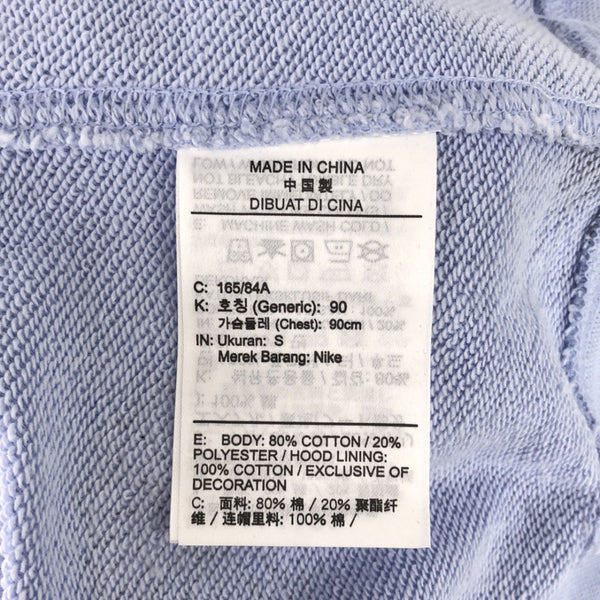 MADE IN CHINA
中国製
DIBUAT DI CINA
C: 165/84A
K: 호칭 (Generic): 90
가슴둘레 (Chest): 90cm
IN: Ukuran: S
Merek Barang: Nike
E: BODY: 80% COTTON / 20%
POLYESTER / HOOD LINING:
100% COTTON / EXCLUSIVE OF
DECORATION
C: 面料: 80% 棉 / 20% 聚酯纤
维 / 连帽里料: 100% 棉 /